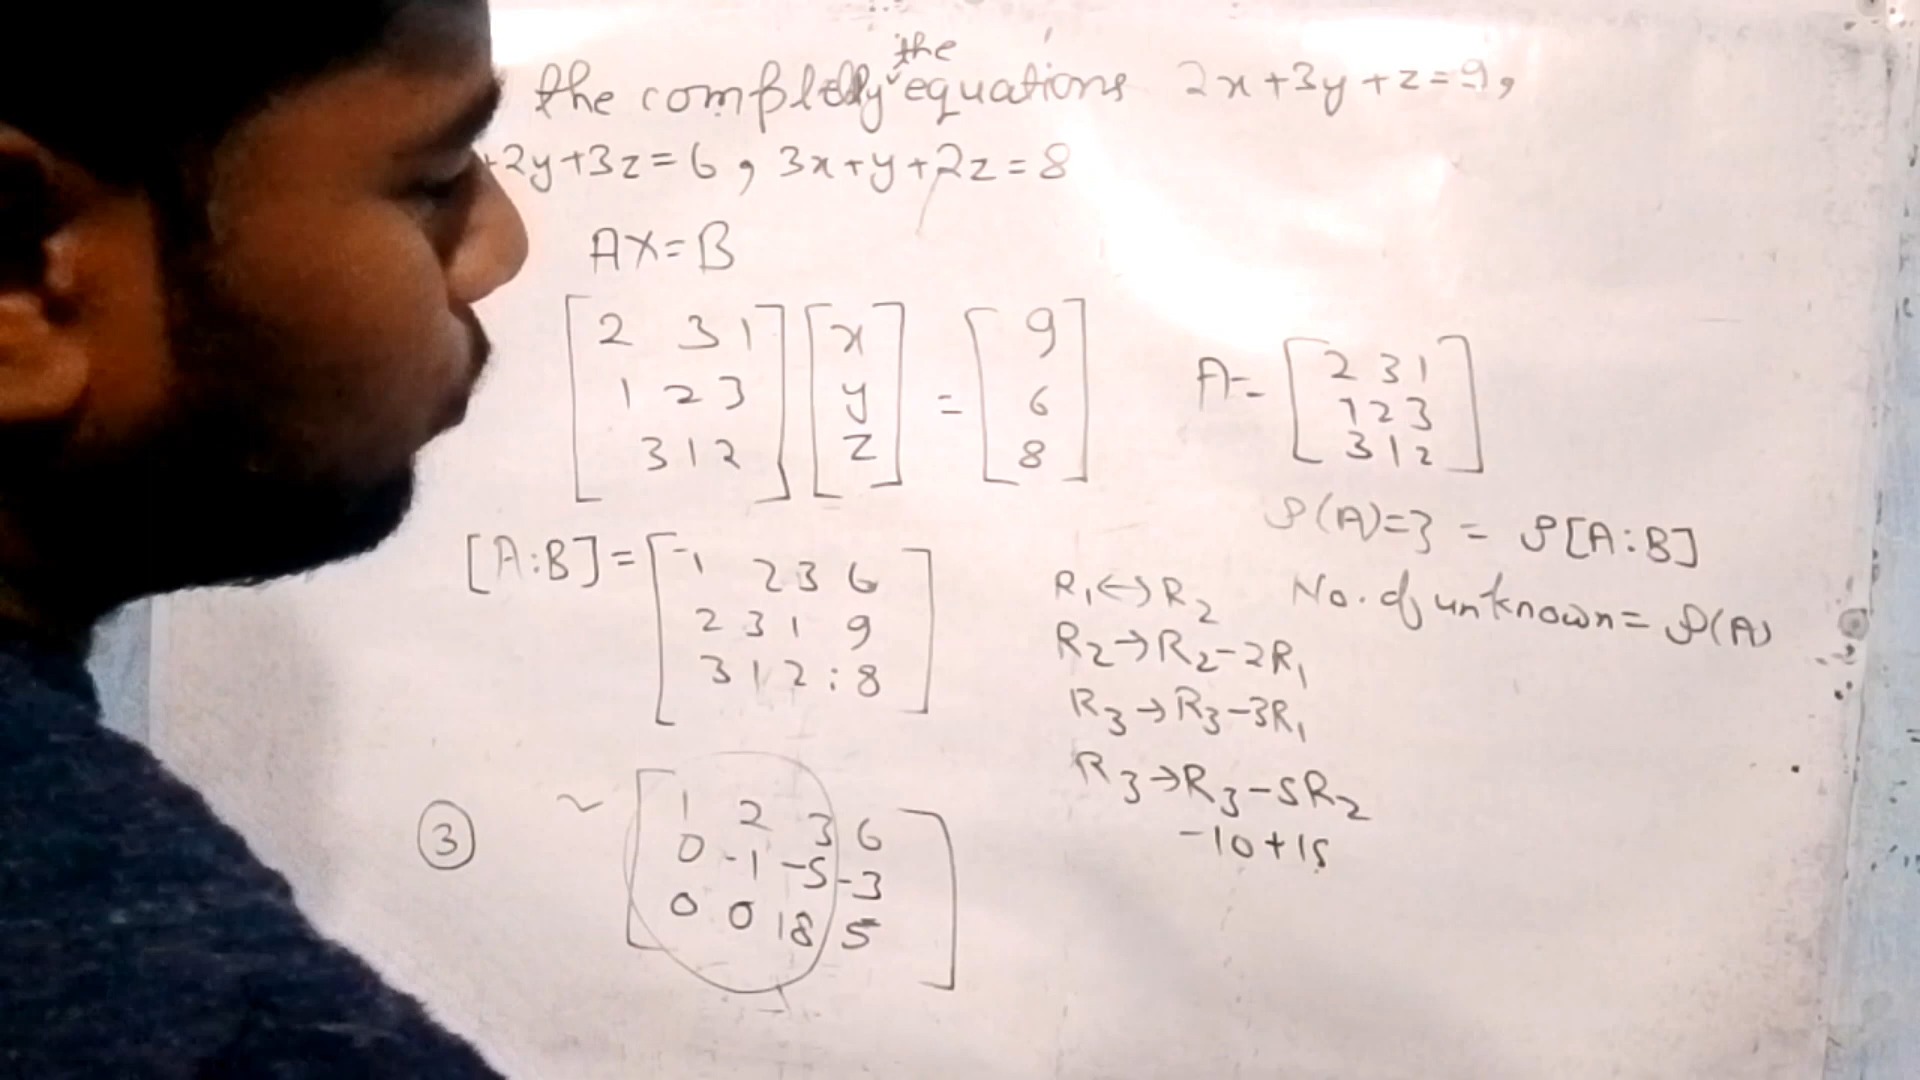 the
the compldly equations 2x+3y+z=9,
+2y+3z=6, 3x+y+2z=8
AX=B
[2 3 1] [x] = [9]
[1 2 3] [y] [6]
[3 1 2] [z] [8]
A= [2 3 1]
[1 2 3]
[3 1 2]
ρ(A)=3 = ρ[A:B]
No. of unknown= ρ(A)
[A:B]= [1 2 3 6]
[2 3 1 9]
[3 1 2 : 8]
R₁↔R₂
R₂→R₂-2R₁
R₃→R₃-3R₁
R₃→R₃-5R₂
-10+15
③ ~ [1 2 3 6]
[0 -1 -5 -3]
[0 0 18 5]